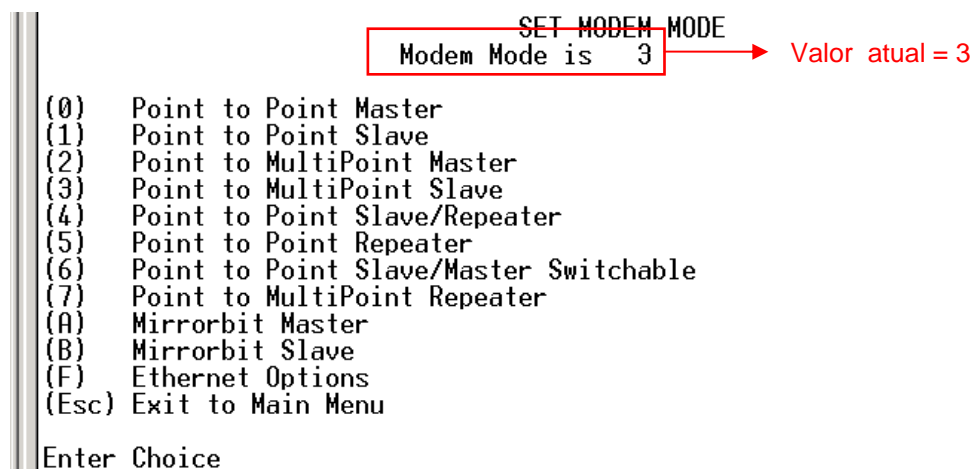 SET MODEM MODE
Modem Mode is 3
Valor atual = 3
(0) Point to Point Master
(1) Point to Point Slave
(2) Point to MultiPoint Master
(3) Point to MultiPoint Slave
(4) Point to Point Slave/Repeater
(5) Point to Point Repeater
(6) Point to Point Slave/Master Switchable
(7) Point to MultiPoint Repeater
(A) Mirrorbit Master
(B) Mirrorbit Slave
(F) Ethernet Options
(Esc) Exit to Main Menu
Enter Choice